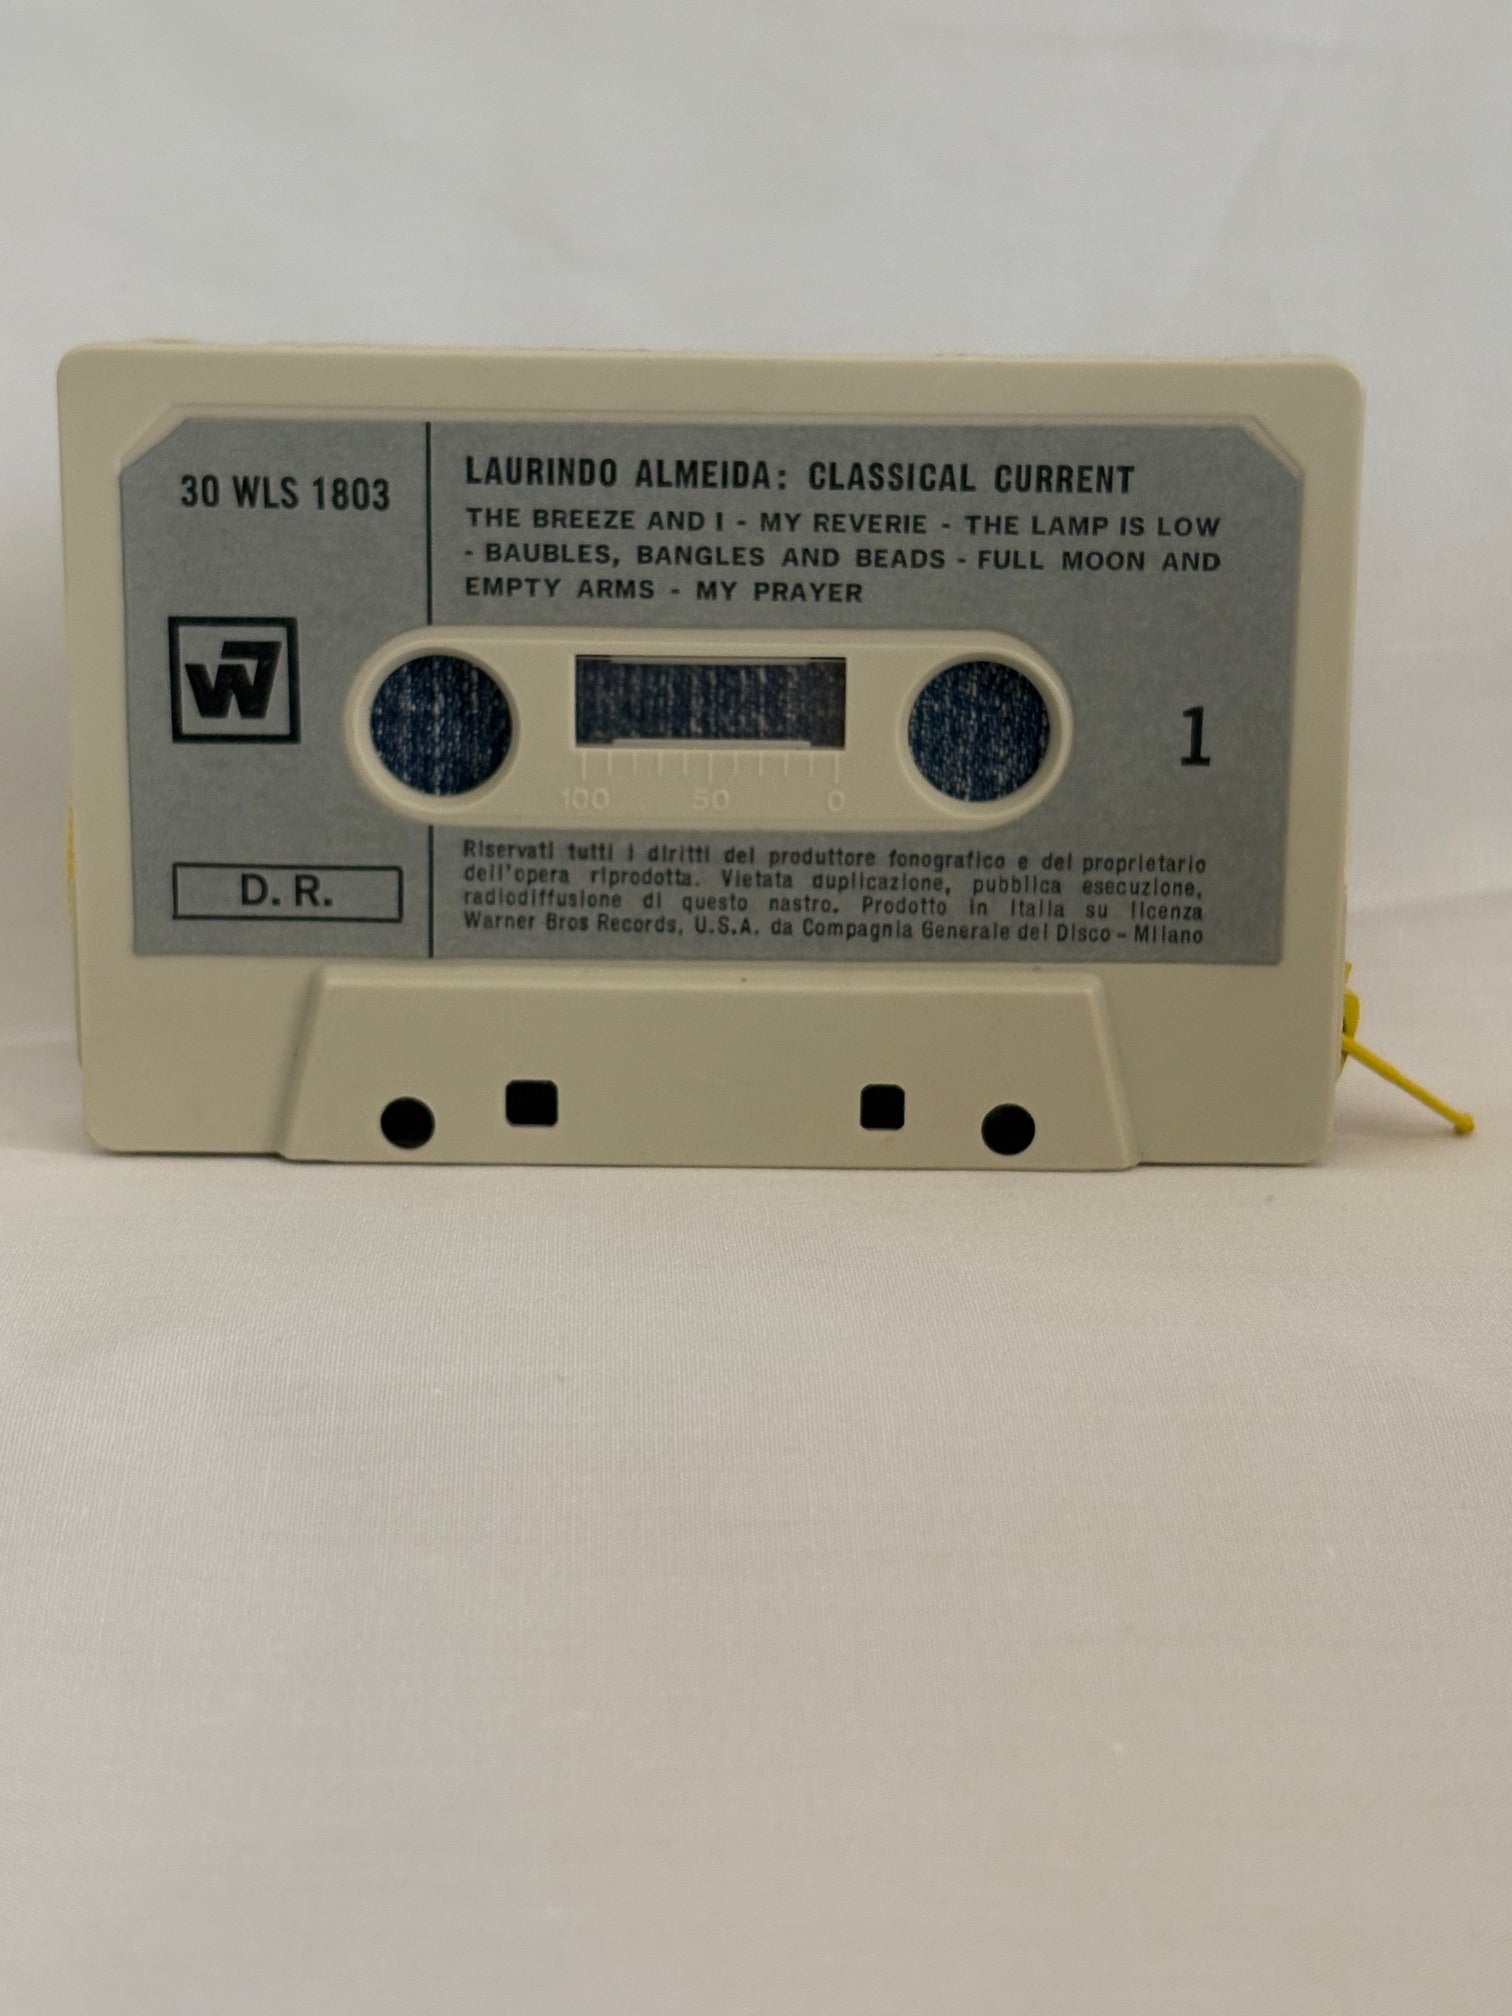 30 WLS 1803
LAURINDO ALMEIDA: CLASSICAL CURRENT
THE BREEZE AND I - MY REVERIE - THE LAMP IS LOW
- BAUBLES, BANGLES AND BEADS - FULL MOON AND
EMPTY ARMS - MY PRAYER
W7
1
100 50 0
D. R.
Riservati tutti i diritti del produttore fonografico e del proprietario
dell'opera riprodotta. Vietata duplicazione, pubblica esecuzione,
radiodiffusione di questo nastro. Prodotto in Italia su licenza
Warner Bros Records, U.S.A. da Compagnia Generale del Disco - Milano